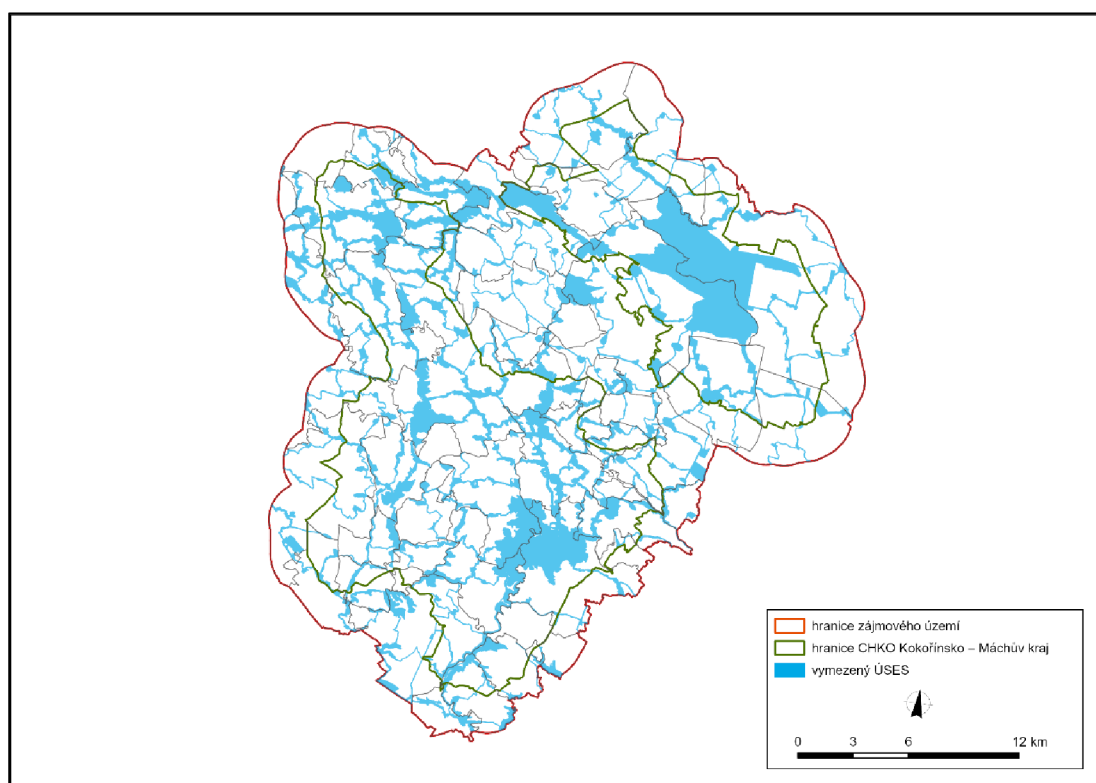 hranice zájmového území
hranice CHKO Kokořínsko – Máchův kraj
vymezený ÚSES
0 3 6 12 km